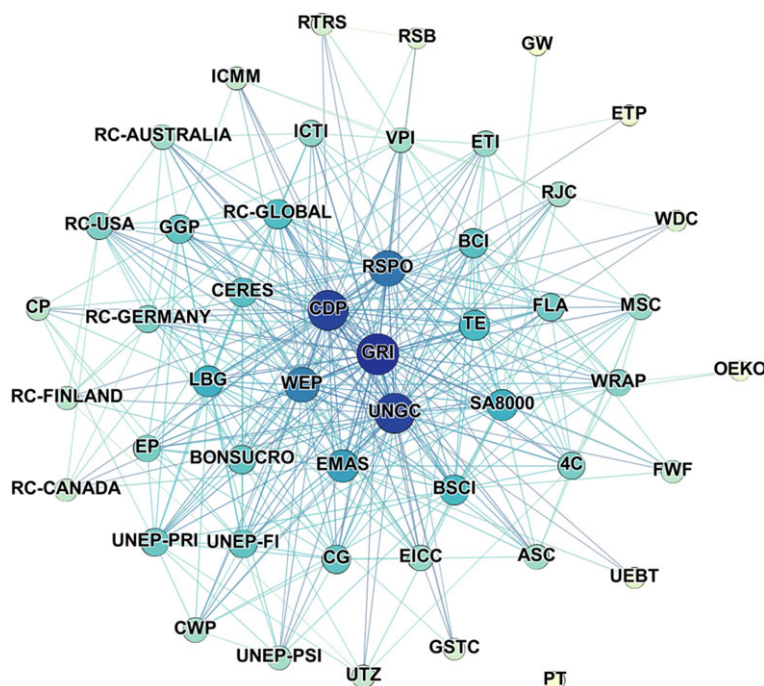 RTRS
RSB
GW
ICMM
ETP
RC-AUSTRALIA
ICTI
VPI
ETI
RJC
RC-USA
GGP
RC-GLOBAL
WDC
BCI
RSPO
CERES
CP
CDP
FLA
MSC
RC-GERMANY
TE
GRI
OEKO
LBG
WEP
WRAP
RC-FINLAND
UNGC
SA8000
EP
BONSUCRO
EMAS
4C
FWF
RC-CANADA
BSCI
UNEP-PRI
UNEP-FI
CG
EICC
ASC
UEBT
CWP
UNEP-PSI
GSTC
UTZ
PT